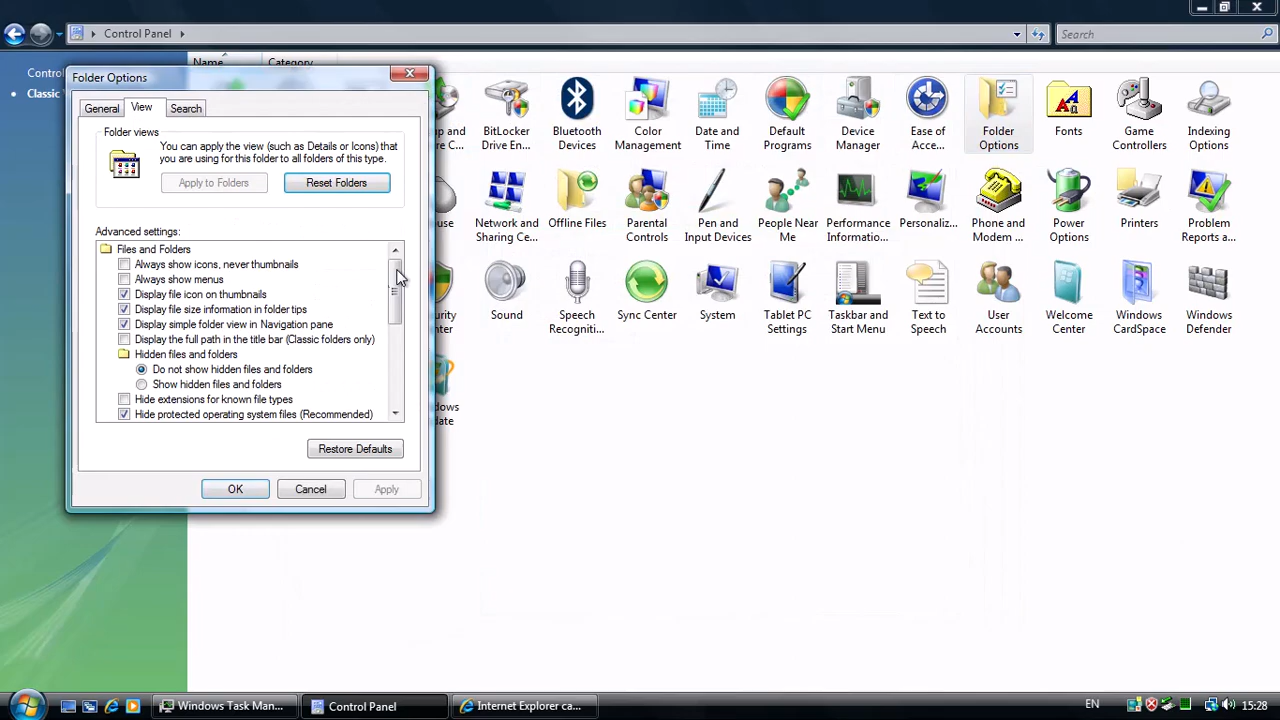 Control Panel
Search
Name
Category
Contro
Classic
Folder Options
General
View
Search
Folder views
You can apply the view (such as Details or Icons) that
you are using for this folder to all folders of this type.
Apply to Folders
Reset Folders
Advanced settings:
Files and Folders
Always show icons, never thumbnails
Always show menus
Display file icon on thumbnails
Display file size information in folder tips
Display simple folder view in Navigation pane
Display the full path in the title bar (Classic folders only)
Hidden files and folders
Do not show hidden files and folders
Show hidden files and folders
Hide extensions for known file types
Hide protected operating system files (Recommended)
Restore Defaults
OK
Cancel
Apply
BitLocker
Drive En...
Bluetooth
Devices
Color
Management
Date and
Time
Default
Programs
Device
Manager
Ease of
Acce...
Folder
Options
Fonts
Game
Controllers
Indexing
Options
Network and
Sharing Ce...
Offline Files
Parental
Controls
Pen and
Input Devices
People Near
Me
Performance
Informatio...
Personaliz...
Phone and
Modem ...
Power
Options
Printers
Problem
Reports a...
Sound
Speech
Recogniti...
Sync Center
System
Tablet PC
Settings
Taskbar and
Start Menu
Text to
Speech
User
Accounts
Welcome
Center
Windows
CardSpace
Windows
Defender
Windows Task Man...
Control Panel
Internet Explorer ca...
EN
15:28